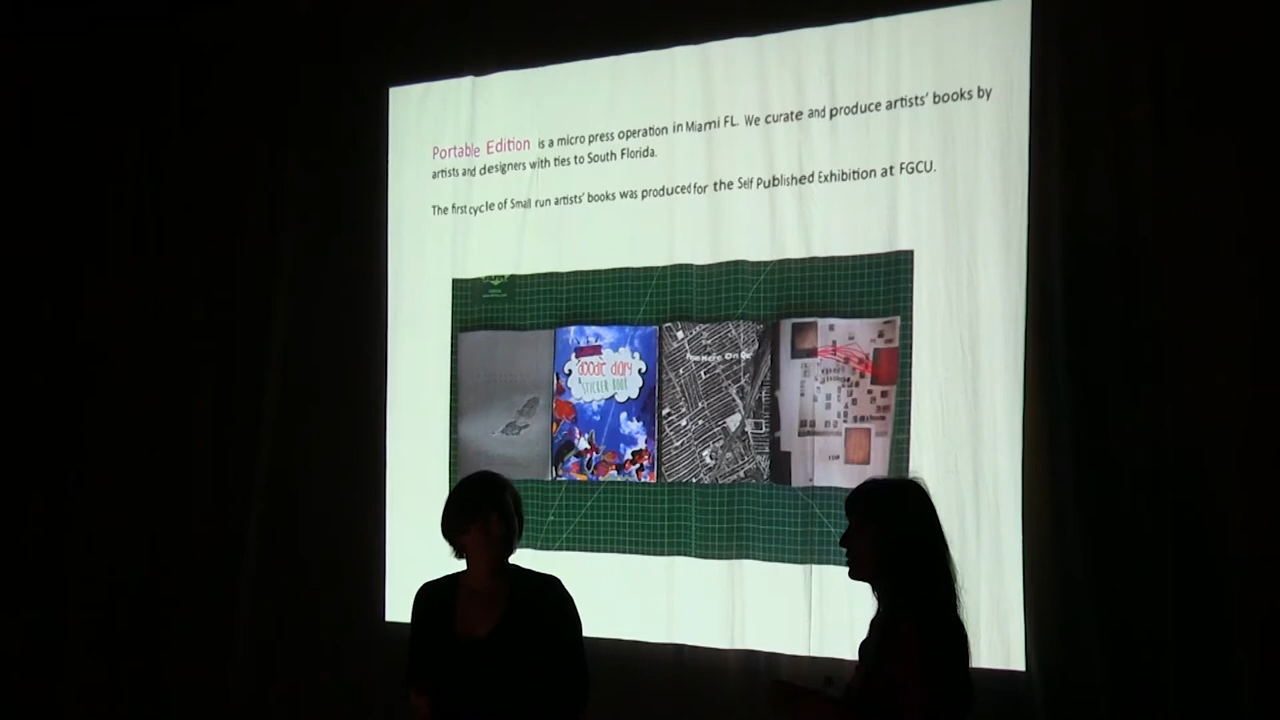 Portable Edition is a micro press operation in Miami FL. We curate and produce artists' books by
artists and designers with ties to South Florida.
The first cycle of Small run artists' books was produced for the Self Published Exhibition at FGCU.
doodle diary
STICKER BOOK